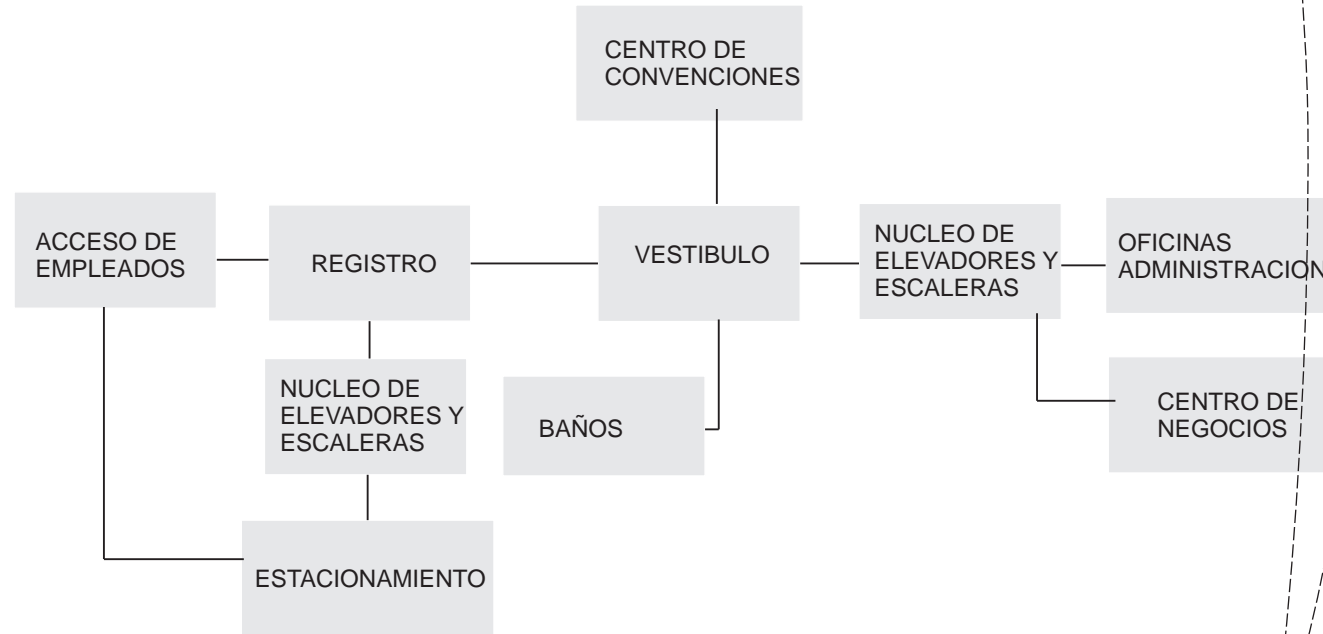 CENTRO DE
CONVENCIONES
ACCESO DE
EMPLEADOS
REGISTRO
VESTIBULO
NUCLEO DE
ELEVADORES Y
ESCALERAS
OFICINAS
ADMINISTRACION
NUCLEO DE
ELEVADORES Y
ESCALERAS
BAÑOS
CENTRO DE
NEGOCIOS
ESTACIONAMIENTO